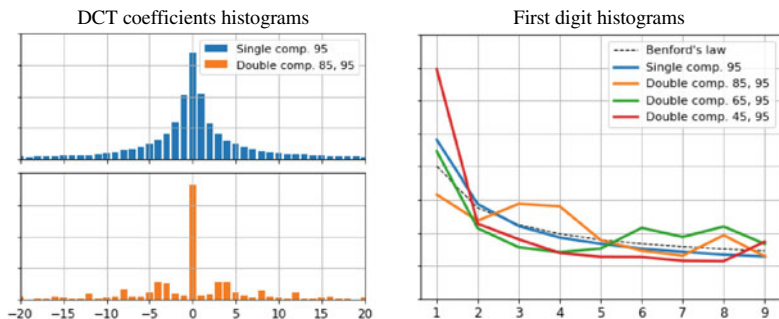 DCT coefficients histograms
Single comp. 95
Double comp. 85, 95
−20 −15 −10 −5 0 5 10 15 20
First digit histograms
Benford's law
Single comp. 95
Double comp. 85, 95
Double comp. 65, 95
Double comp. 45, 95
1 2 3 4 5 6 7 8 9